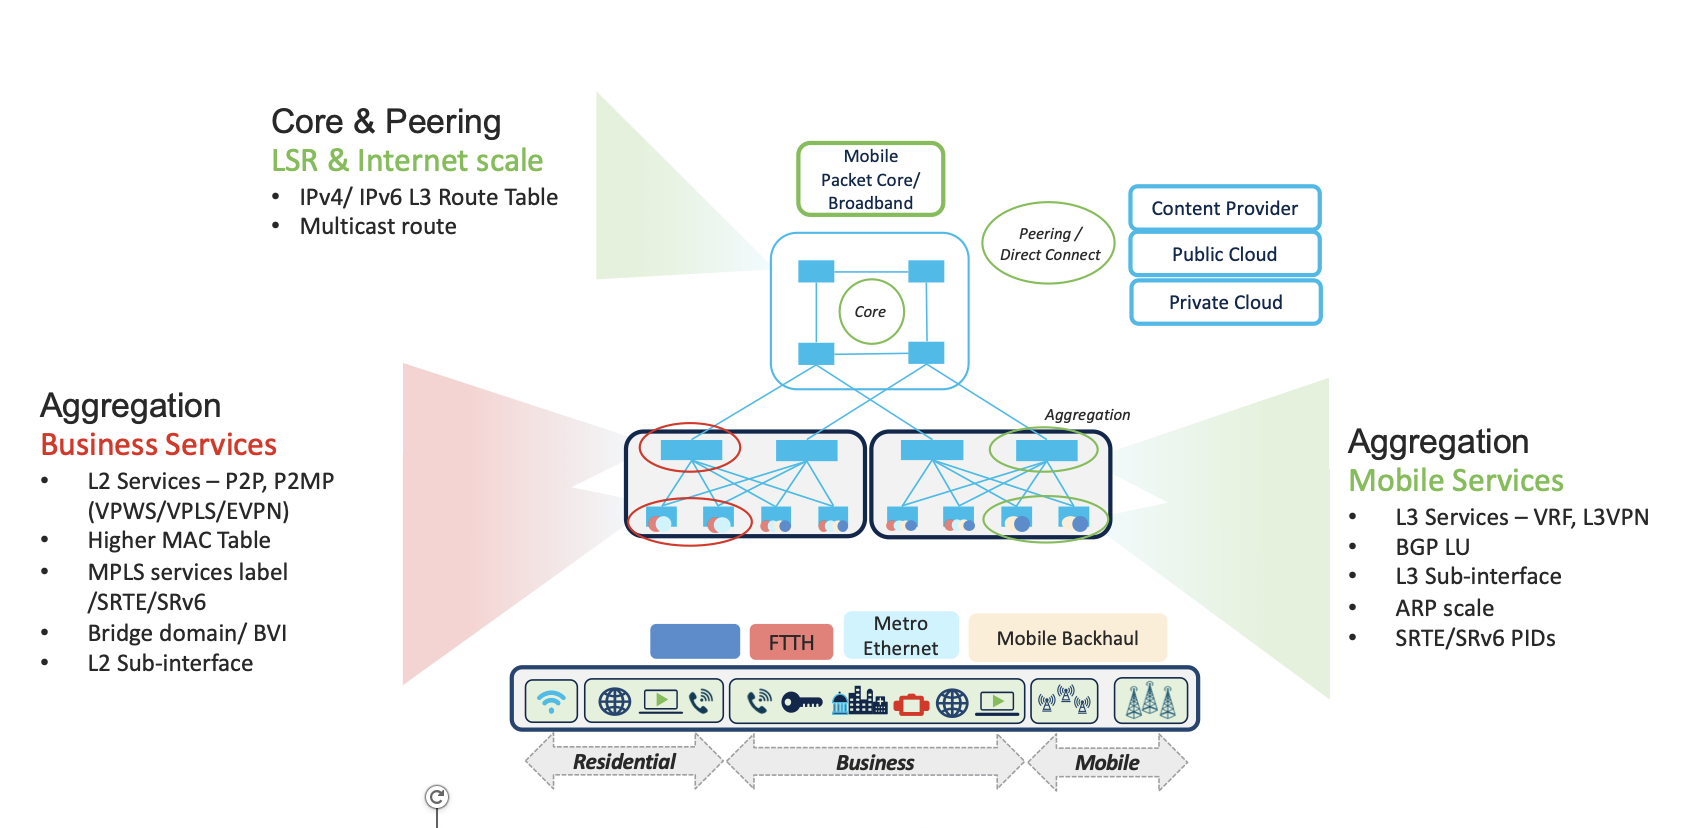 Core & Peering
LSR & Internet scale
• IPv4/ IPv6 L3 Route Table
• Multicast route
Mobile
Packet Core/
Broadband
Peering /
Direct Connect
Content Provider
Public Cloud
Private Cloud
Core
Aggregation
Aggregation
Business Services
• L2 Services – P2P, P2MP
(VPWS/VPLS/EVPN)
• Higher MAC Table
• MPLS services label
/SRTE/SRv6
• Bridge domain/ BVI
• L2 Sub-interface
Aggregation
Mobile Services
• L3 Services – VRF, L3VPN
• BGP LU
• L3 Sub-interface
• ARP scale
• SRTE/SRv6 PIDs
FTTH
Metro
Ethernet
Mobile Backhaul
Residential
Business
Mobile